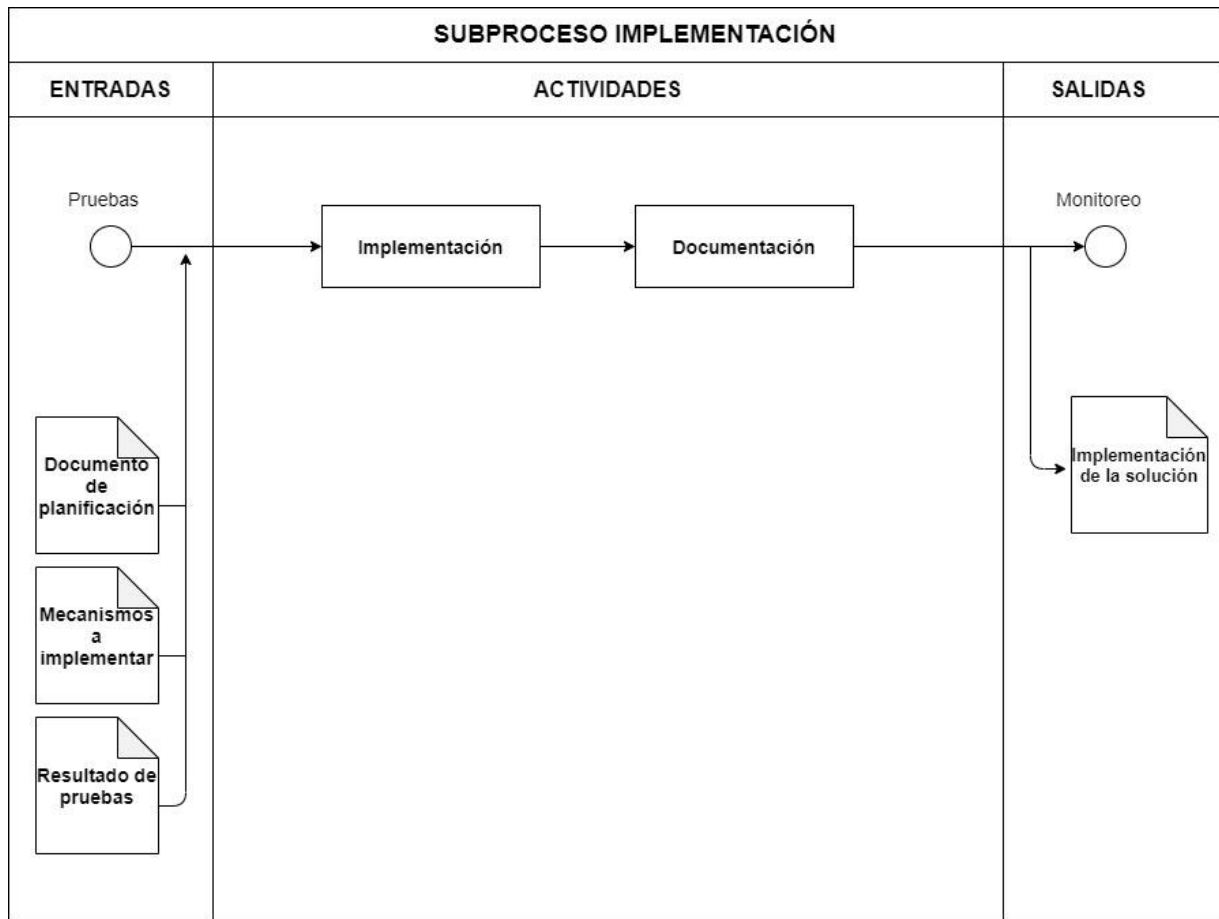 SUBPROCESO IMPLEMENTACIÓN
ENTRADAS
ACTIVIDADES
SALIDAS
Pruebas
Implementación
Documentación
Monitoreo
Documento
de
planificación
Mecanismos
a
implementar
Resultado de
pruebas
Implementación
de la solución